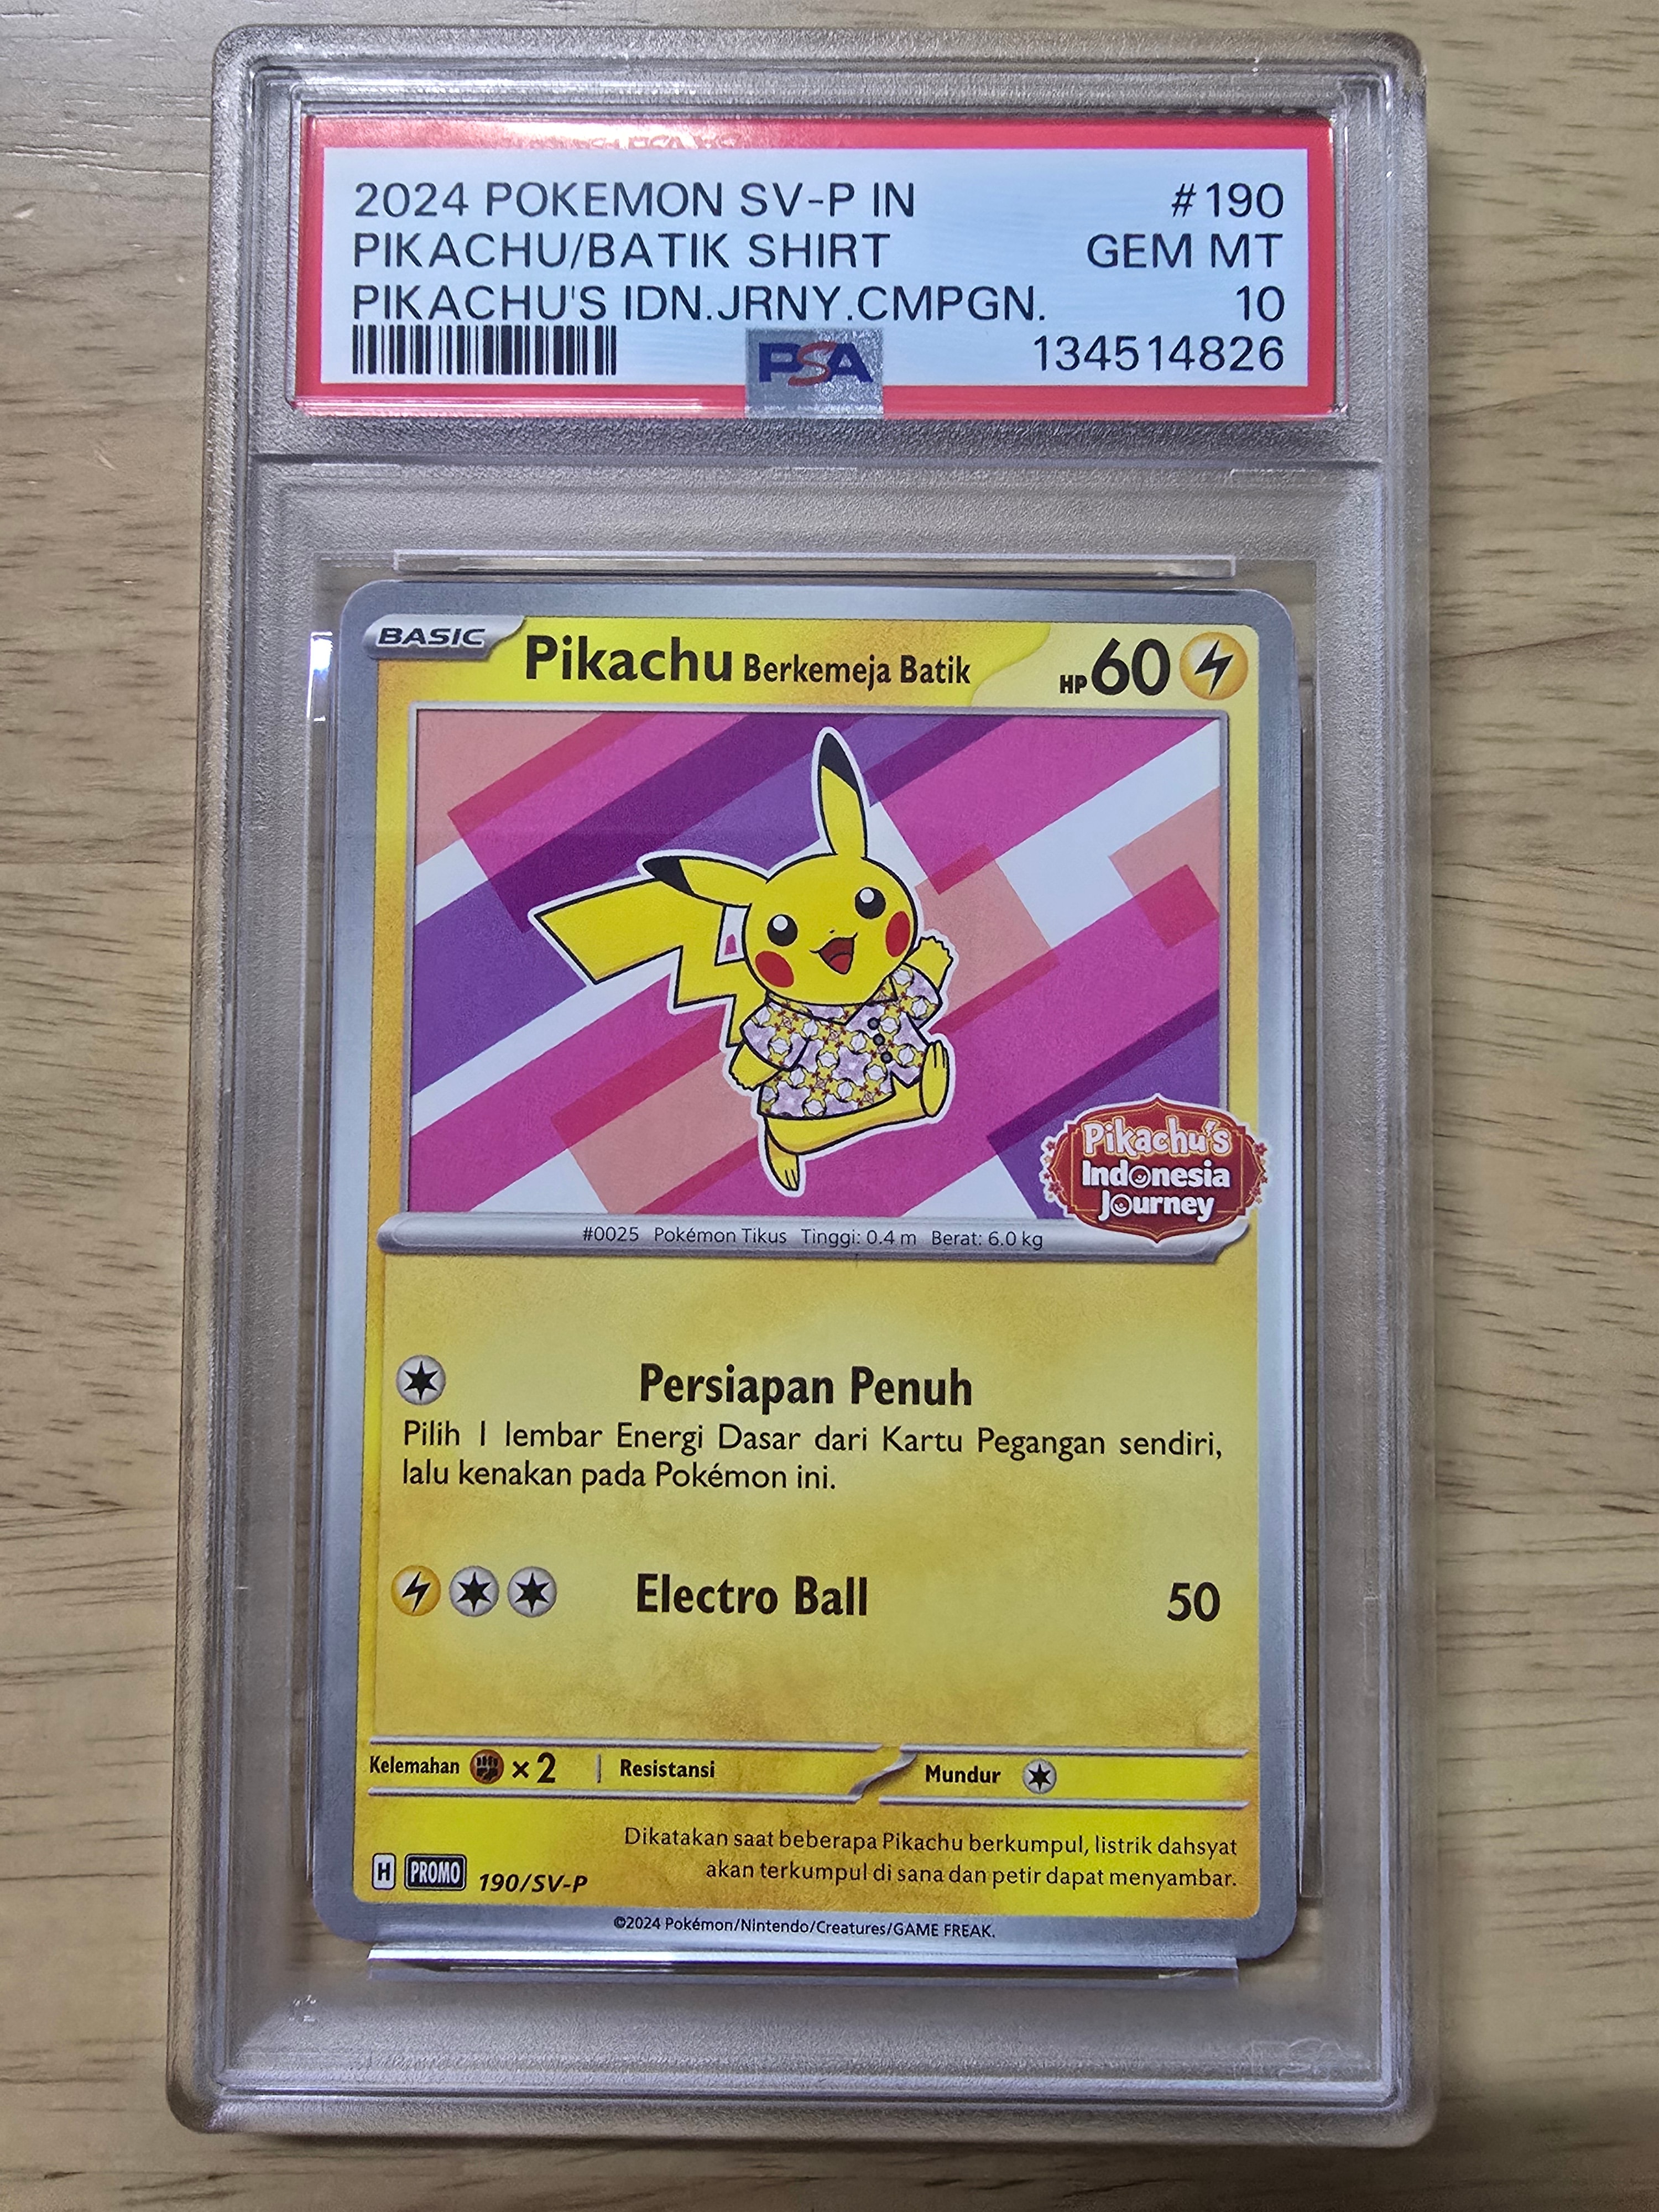 2024 POKEMON SV-P IN #190
PIKACHU/BATIK SHIRT GEM MT
PIKACHU'S IDN.JRNY.CMPGN. 10
PSA 134514826
BASIC Pikachu Berkemeja Batik HP 60
Pikachu's
Indonesia
Journey
#0025 Pokémon Tikus Tinggi: 0.4 m Berat: 6.0 kg
Persiapan Penuh
Pilih 1 lembar Energi Dasar dari Kartu Pegangan sendiri,
lalu kenakan pada Pokémon ini.
Electro Ball 50
Kelemahan ×2 | Resistansi Mundur
Dikatakan saat beberapa Pikachu berkumpul, listrik dahsyat
akan terkumpul di sana dan petir dapat menyambar.
H PROMO 190/SV-P
©2024 Pokémon/Nintendo/Creatures/GAME FREAK.
PSA